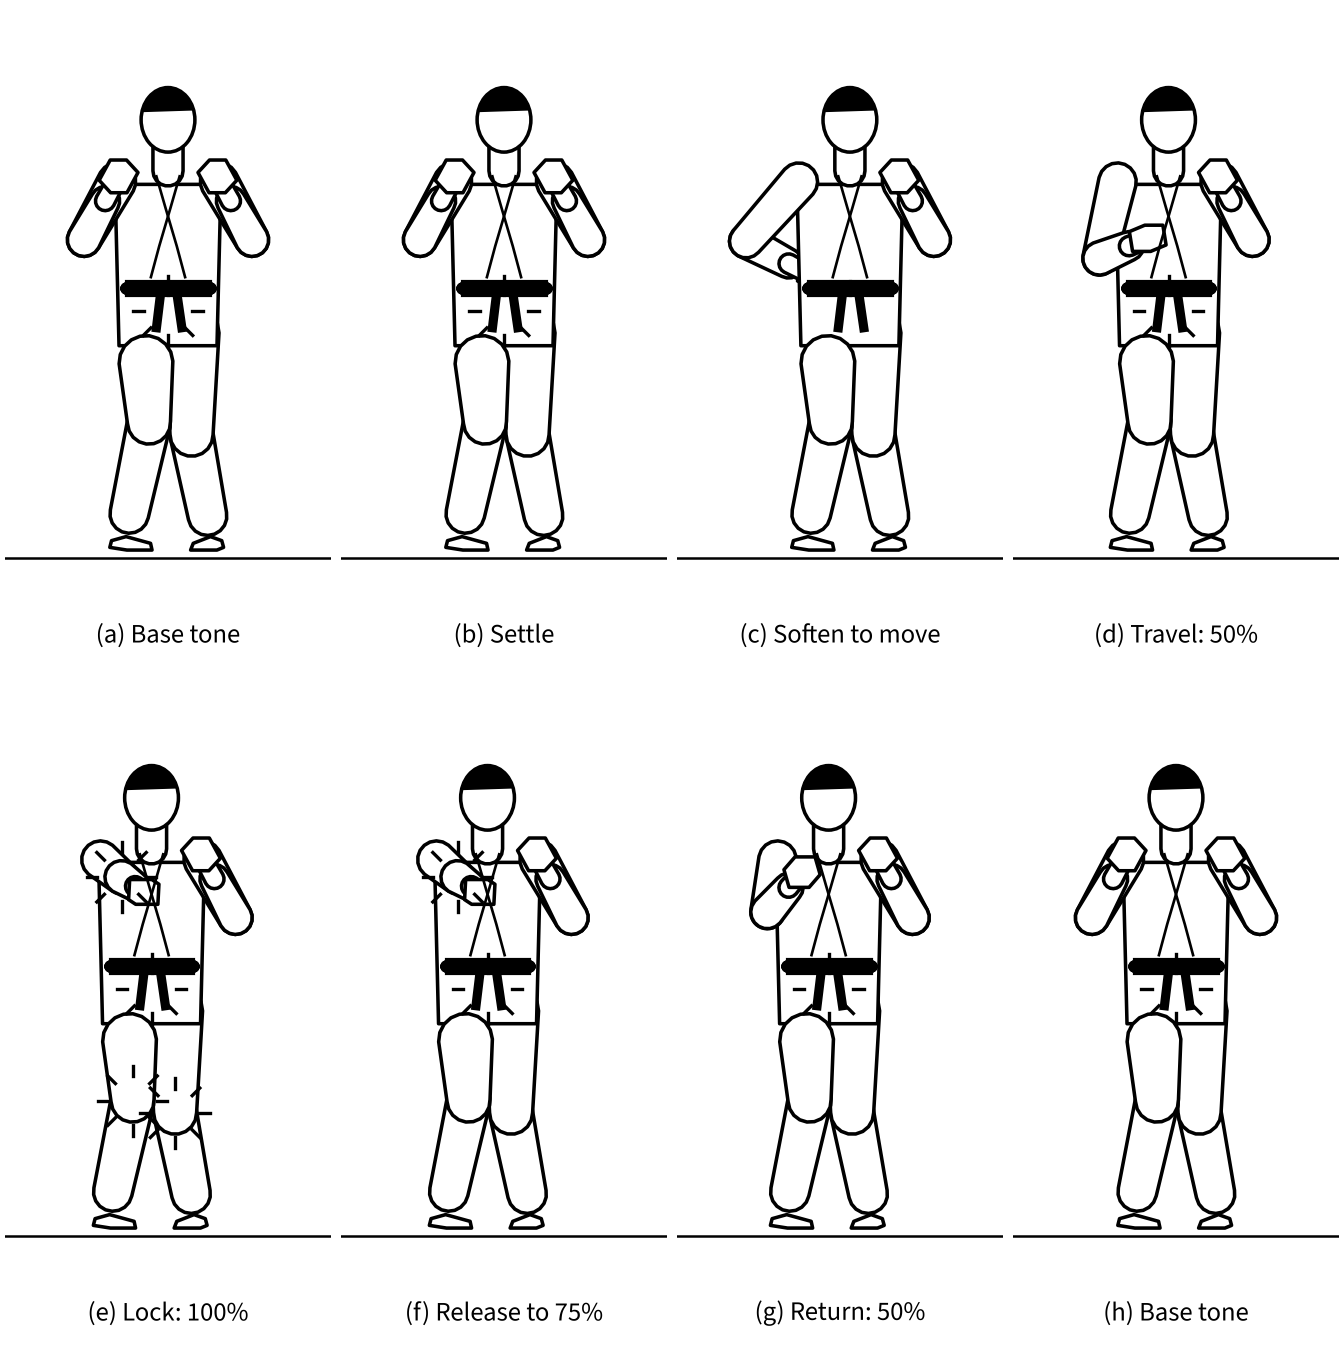 (a) Base tone
(b) Settle
(c) Soften to move
(d) Travel: 50%
(e) Lock: 100%
(f) Release to 75%
(g) Return: 50%
(h) Base tone